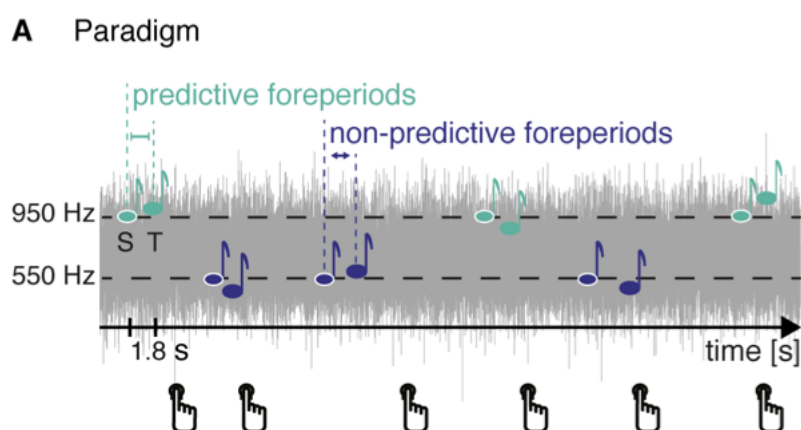 A Paradigm
predictive foreperiods
non-predictive foreperiods
950 Hz
S T
550 Hz
1.8 s
time [s]